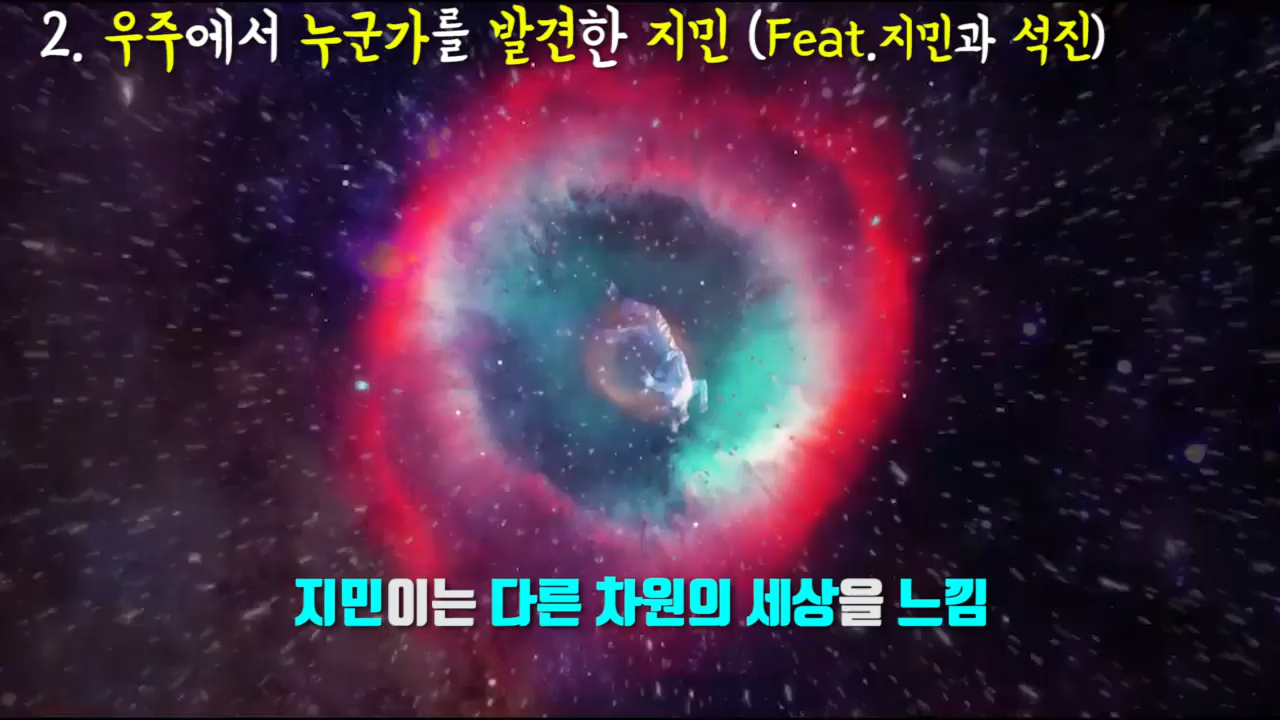 2. 우주에서 누군가를 발견한 지민 (Feat.지민과 석진)
지민이는 다른 차원의 세상을 느낌